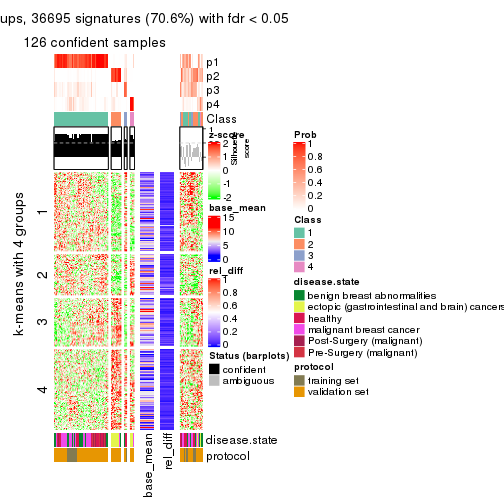 ups, 36695 signatures (70.6%) with fdr < 0.05
126 confident samples
p1
p2
p3
p4
Class
1
Silhouette
score
z-score
2
1
0
-1
-2
base_mean
15
10
5
0
rel_diff
1
0.8
0.6
0.4
0.2
0
Status (barplots)
confident
ambiguous
Prob
1
0.8
0.6
0.4
0.2
0
Class
1
2
3
4
disease.state
benign breast abnormalities
ectopic (gastrointestinal and brain) cancers
healthy
malignant breast cancer
Post-Surgery (malignant)
Pre-Surgery (malignant)
protocol
training set
validation set
k-means with 4 groups
1
2
3
4
disease.state
protocol
base_mean
rel_diff